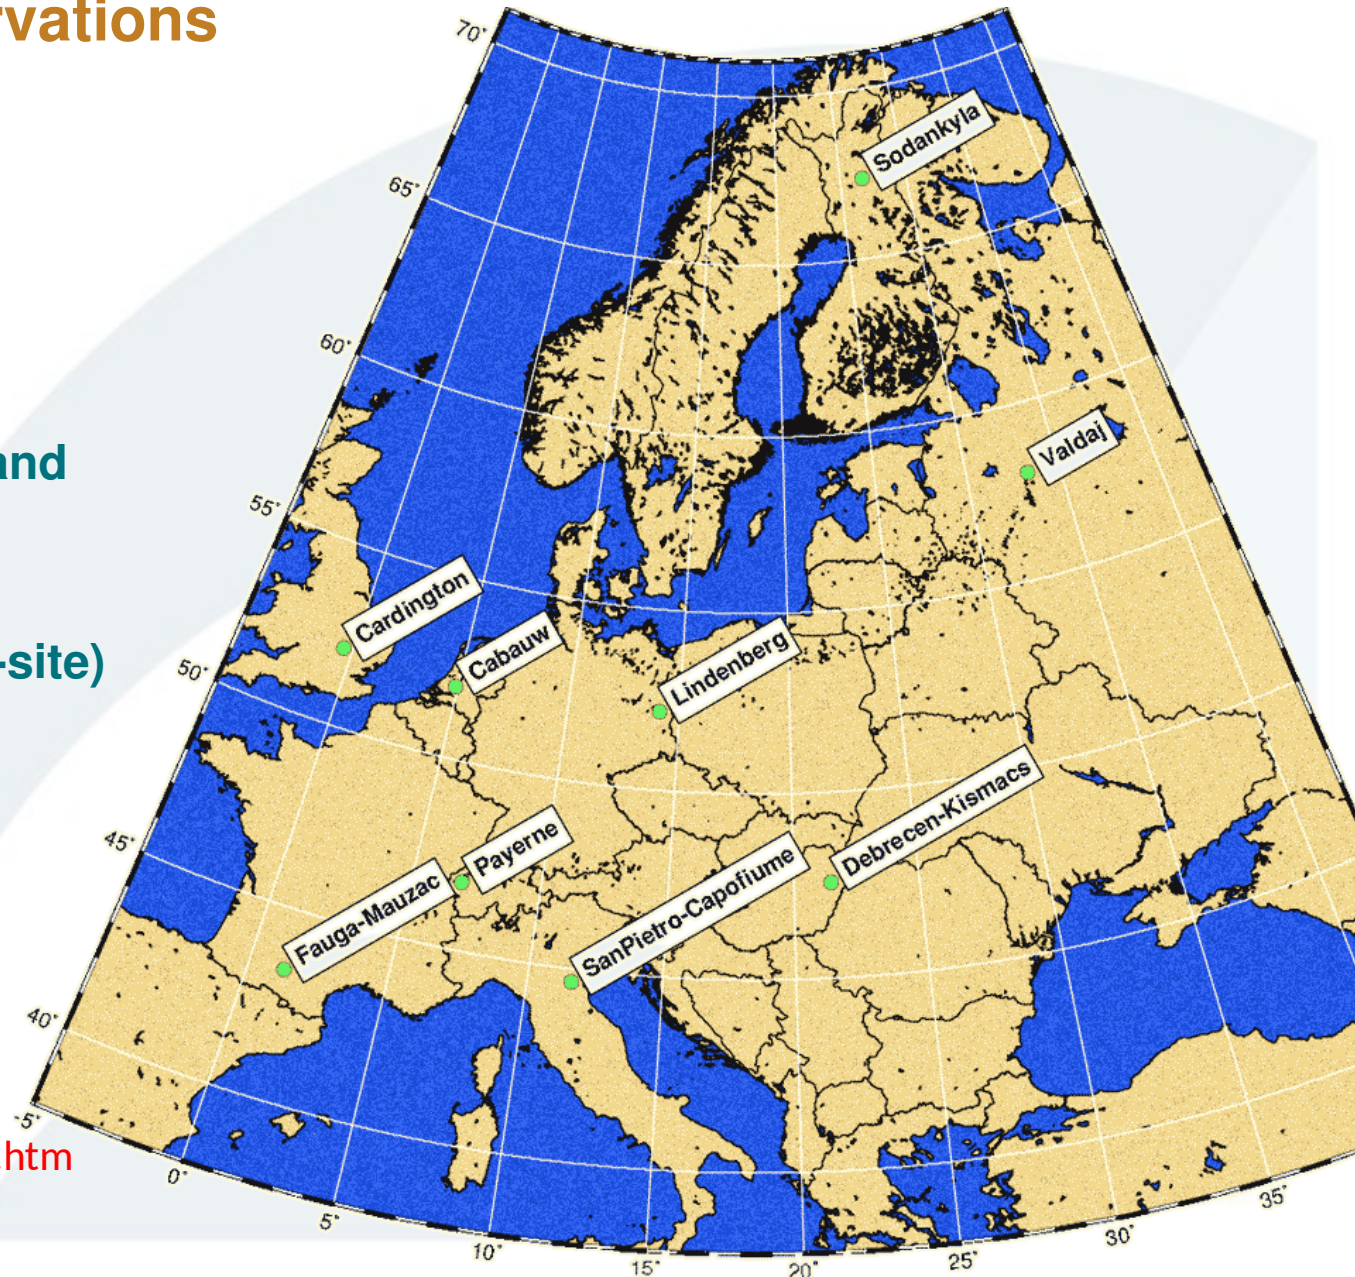 rvations
and
-site)
.htm
70°
65°
60°
55°
50°
45°
40°
-5°
0°
5°
10°
15°
20°
25°
30°
35°
Sodankyla
Valdaj
Cardington
Cabauw
Lindenberg
Debrecen-Kismacs
Payerne
SanPietro-Capofiume
Fauga-Mauzac